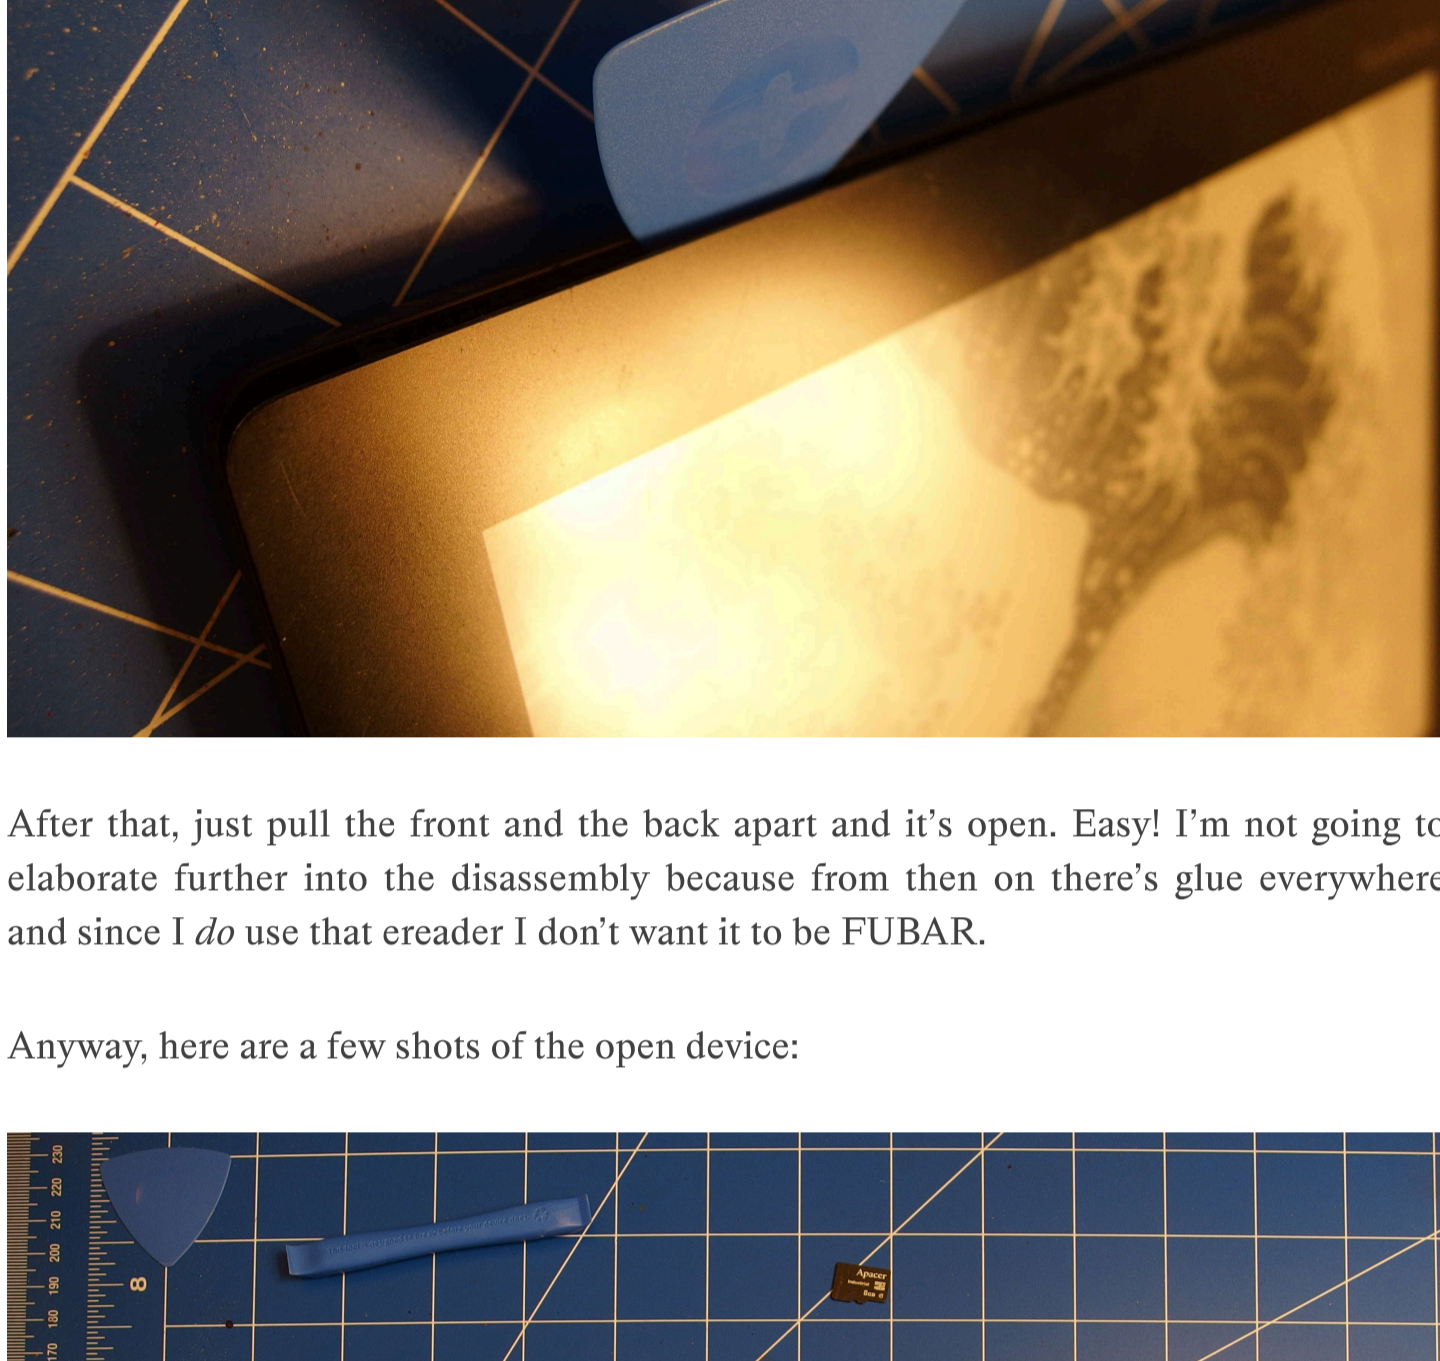 After that, just pull the front and the back apart and it’s open. Easy! I’m not going to
elaborate further into the disassembly because from then on there’s glue everywhere
and since I do use that ereader I don’t want it to be FUBAR.
Anyway, here are a few shots of the open device:
230
220
210
200
190
180
170
8
Apacer
Industrial
8GB